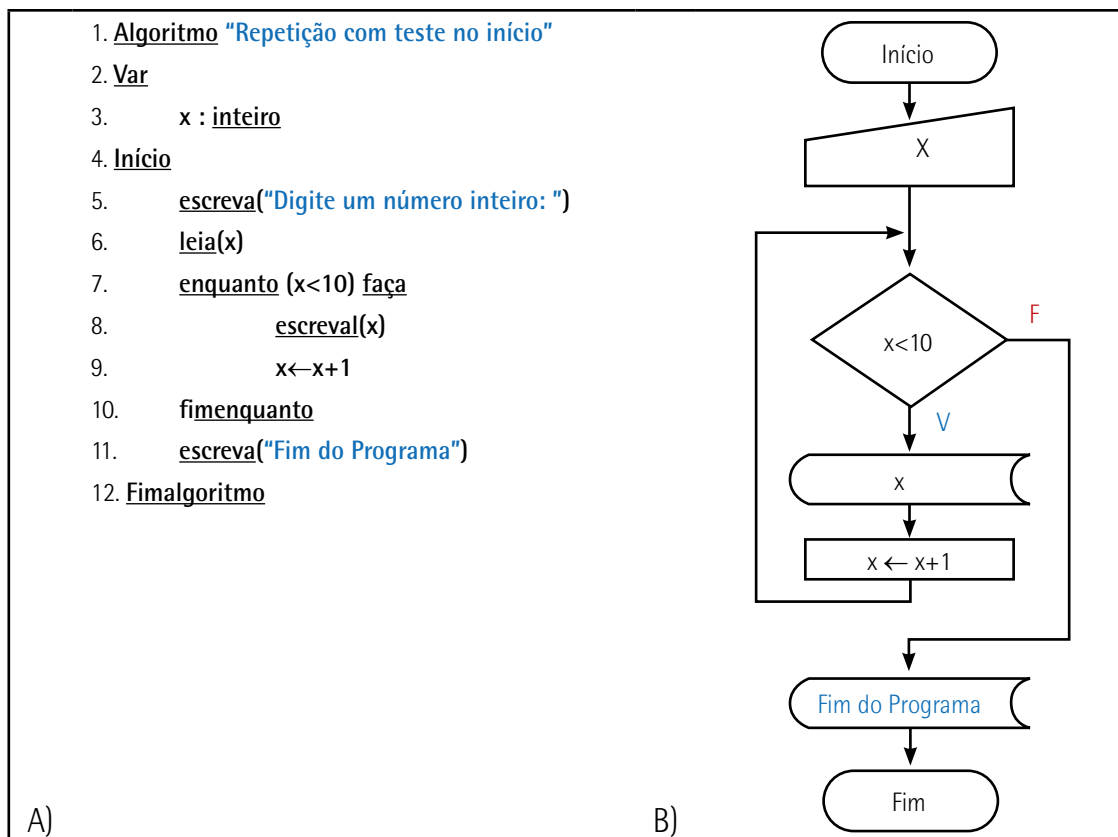 1. Algoritmo “Repetição com teste no início”
2. Var
3. x : inteiro
4. Início
5. escreva(“Digite um número inteiro: ”)
6. leia(x)
7. enquanto (x<10) faça
8. escreval(x)
9. x←x+1
10. fimenquanto
11. escreva(“Fim do Programa”)
12. Fimalgoritmo
A)
Início
X
x<10
F
V
x
x ← x+1
Fim do Programa
Fim
B)